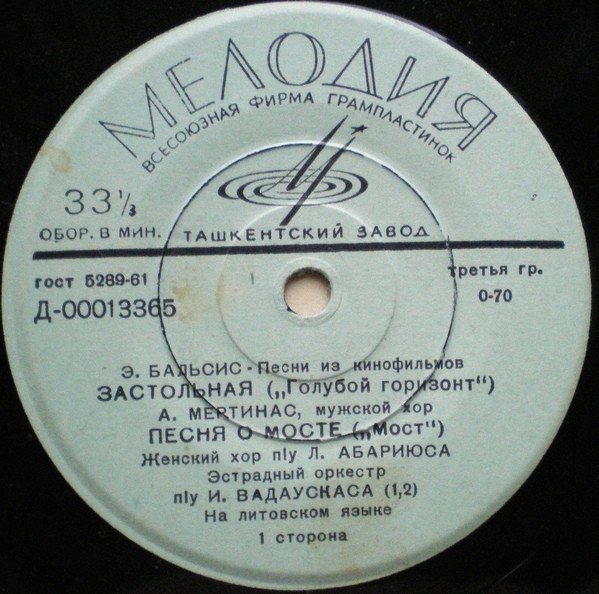 МЕЛОДИЯ
ВСЕСОЮЗНАЯ ФИРМА ГРАМПЛАСТИНОК
33 1/3
ОБОР. В МИН.
ТАШКЕНТСКИЙ ЗАВОД
гост 5289-61
третья гр.
Д-00013365
0-70
Э. БАЛЬСИС - Песни из кинофильмов
ЗАСТОЛЬНАЯ („Голубой горизонт")
А. МЕРТИНАС, мужской хор
ПЕСНЯ О МОСТЕ („Мост")
Женский хор п/у Л. АБАРИЮСА
Эстрадный оркестр
п/у И. ВАДАУСКАСА (1,2)
На литовском языке
1 сторона